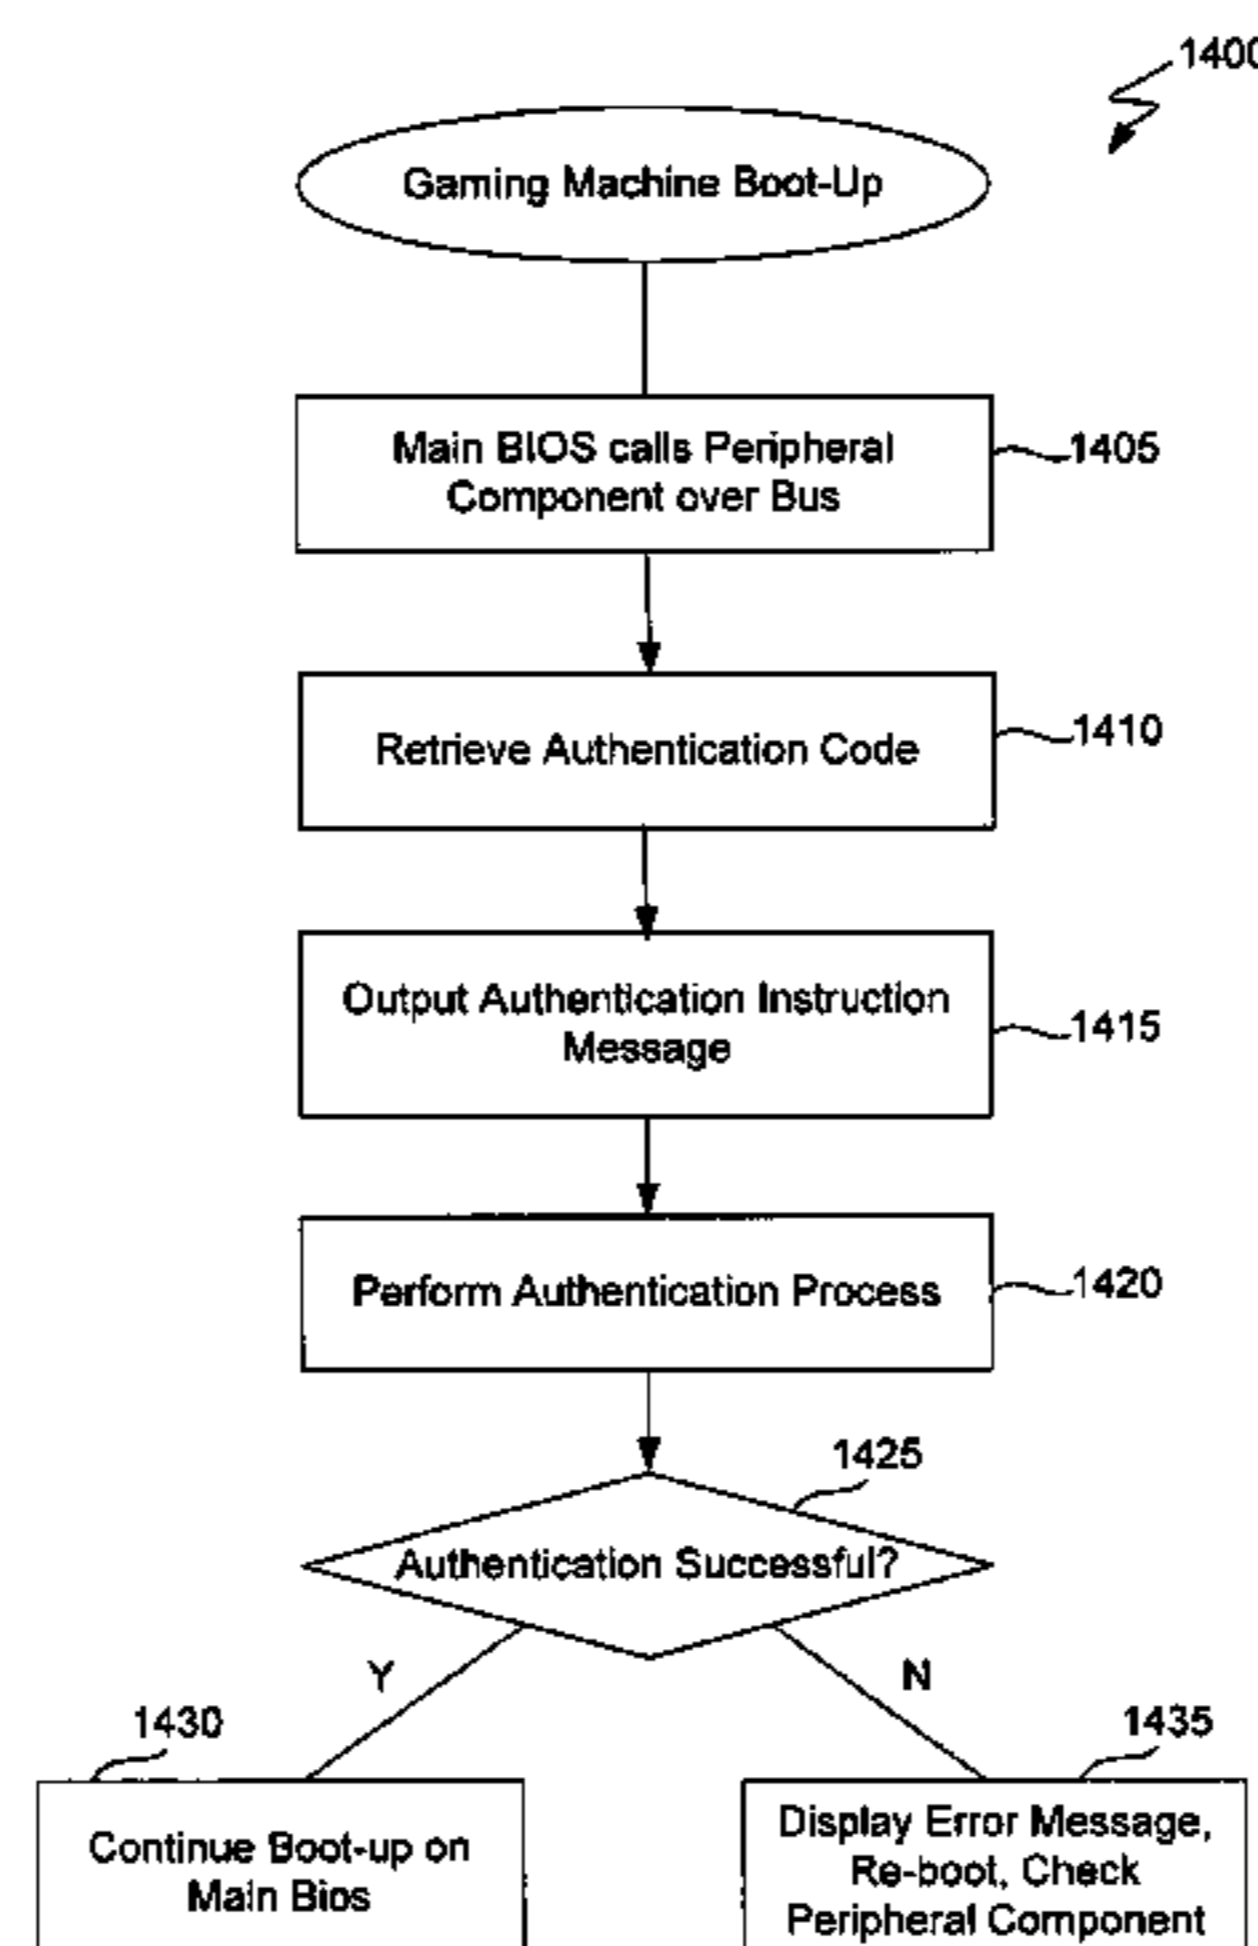 1400
Gaming Machine Boot-Up
Main BIOS calls Peripheral
Component over Bus
1405
Retrieve Authentication Code
1410
Output Authentication Instruction
Message
1415
Perform Authentication Process
1420
1425
Authentication Successful?
Y
N
1430
1435
Continue Boot-up on
Main Bios
Display Error Message,
Re-boot, Check
Peripheral Component